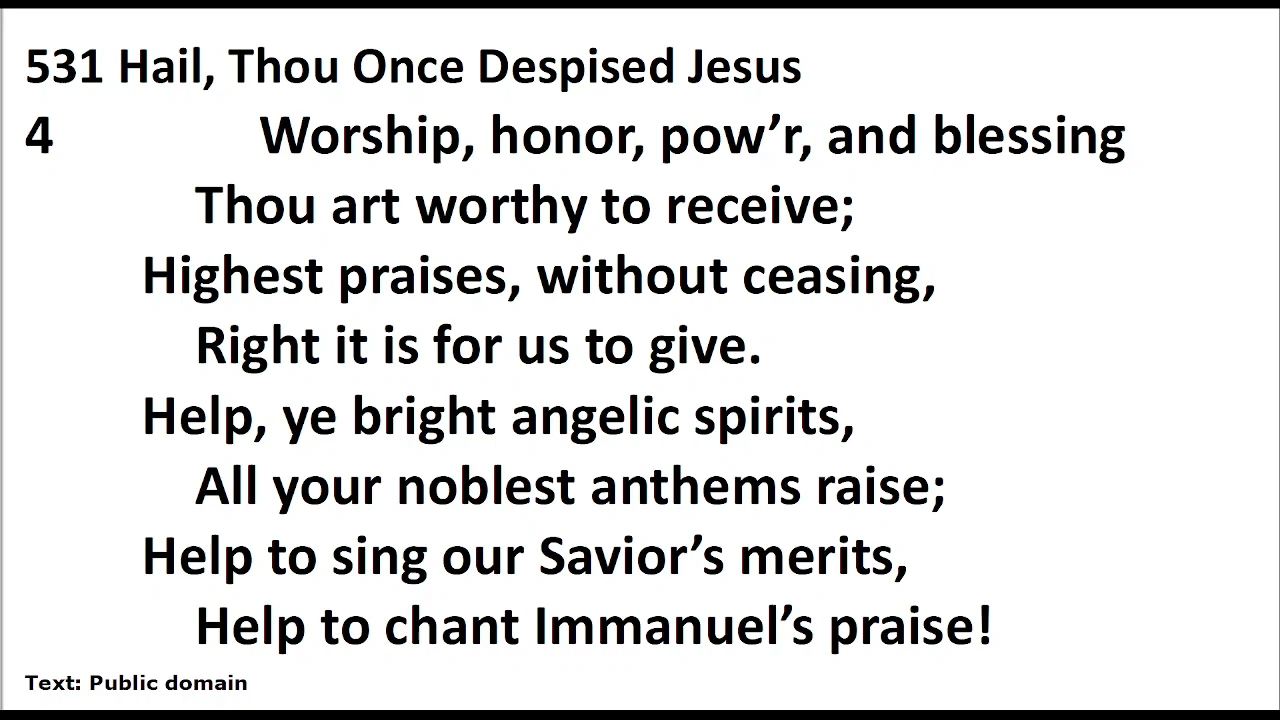 531 Hail, Thou Once Despised Jesus
4 Worship, honor, pow’r, and blessing
Thou art worthy to receive;
Highest praises, without ceasing,
Right it is for us to give.
Help, ye bright angelic spirits,
All your noblest anthems raise;
Help to sing our Savior’s merits,
Help to chant Immanuel’s praise!
Text: Public domain